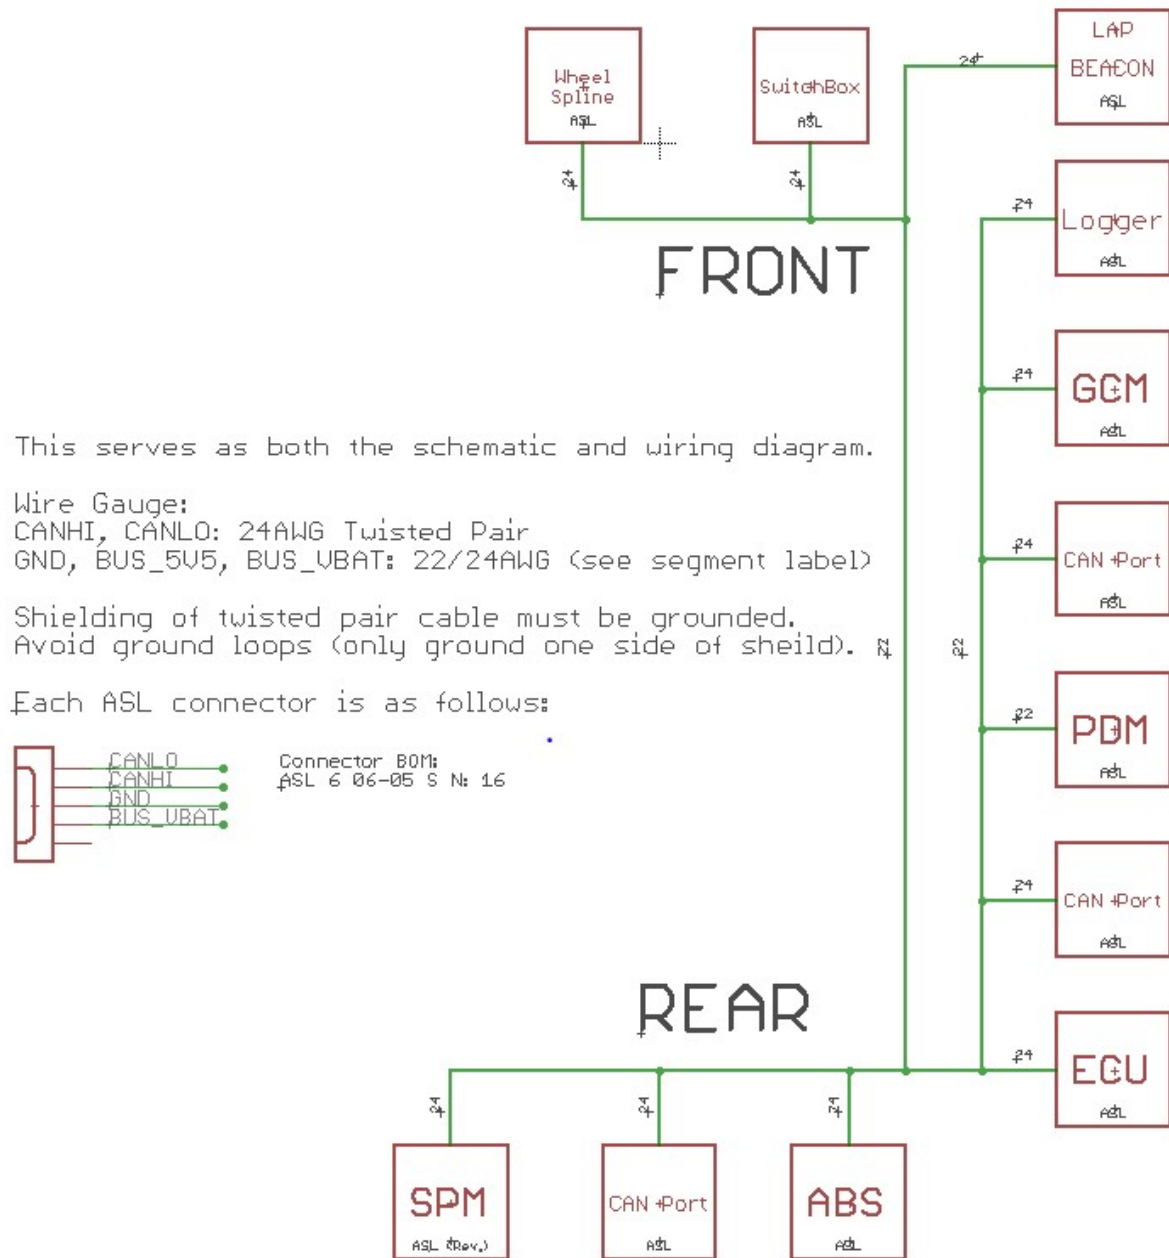 LAP
BEACON
ASL
24
Wheel
Spline
ASL
SwitchBox
ASL
24
24
24
Logger
ASL
FRONT
24
GCM
ASL
This serves as both the schematic and wiring diagram.
Wire Gauge:
CANHI, CANLO: 24AWG Twisted Pair
GND, BUS_5V5, BUS_VBAT: 22/24AWG (see segment label)
24
CAN Port
ASL
Shielding of twisted pair cable must be grounded.
Avoid ground loops (only ground one side of sheild).
22
22
Each ASL connector is as follows:
22
PDM
ASL
CANLO
CANHI
GND
BUS_VBAT
Connector BOM:
ASL 6 06-05 S N: 16
24
CAN Port
ASL
REAR
24
ECU
ASL
24
24
24
SPM
ASL (Rev.)
CAN Port
ASL
ABS
ASL